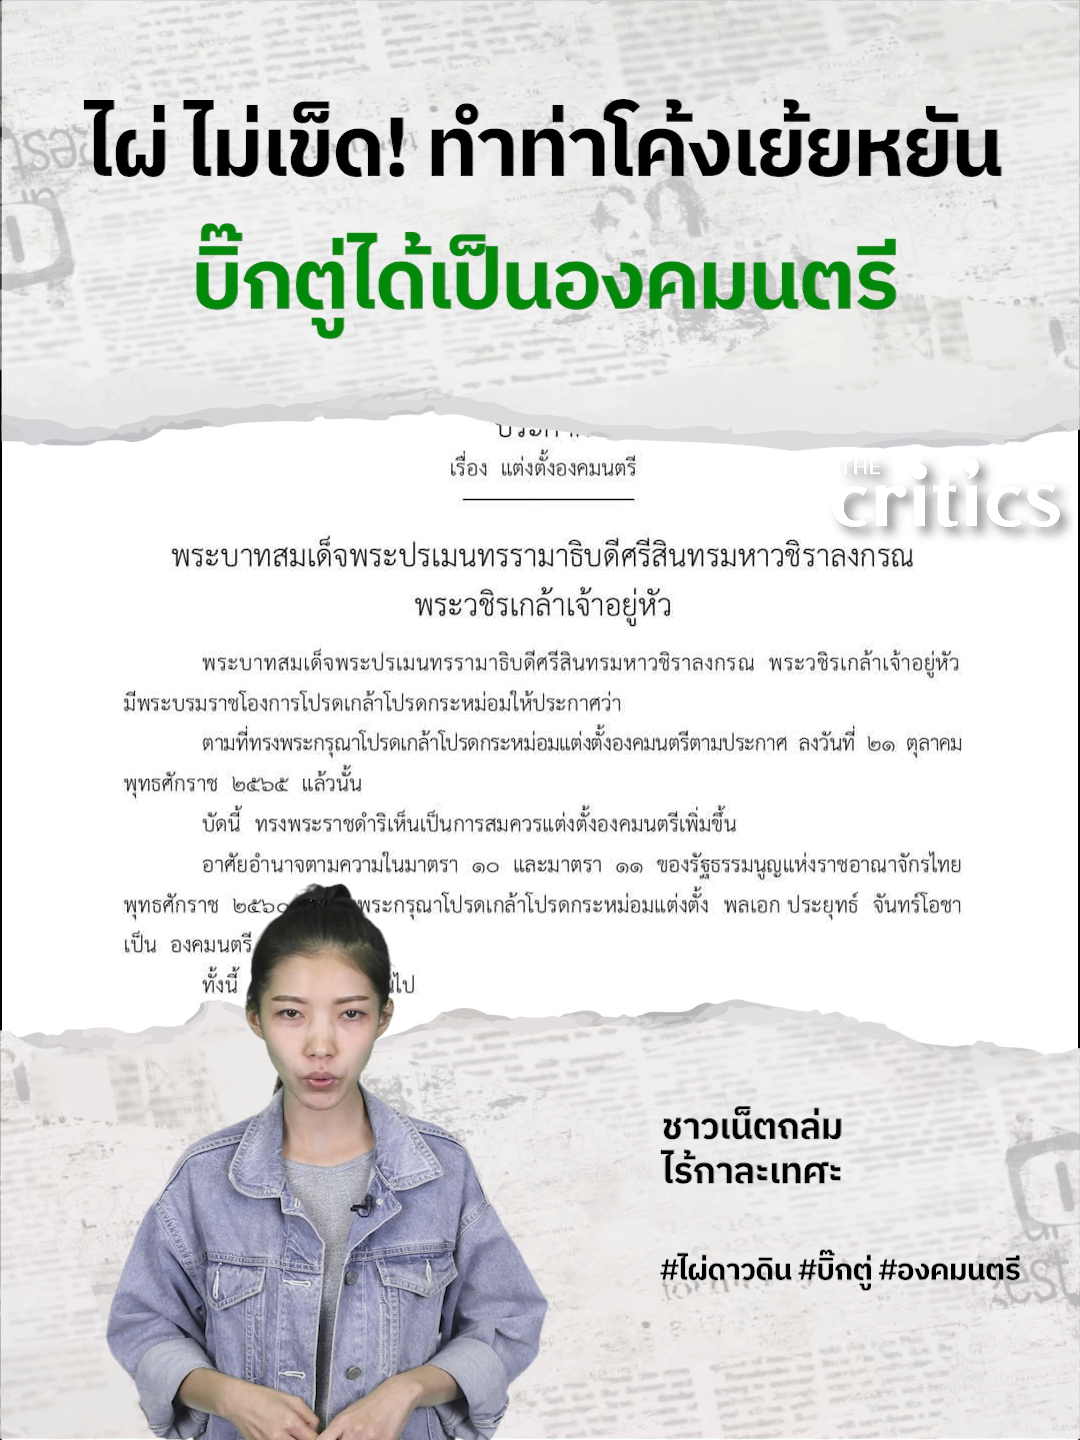 ไผ่ ไม่เข็ด! ทำท่าโค้งเย้ยหยัน
บิ๊กตู่ได้เป็นองคมนตรี
เรื่อง แต่งตั้งองคมนตรี
THE
critics
พระบาทสมเด็จพระปรเมนทรรามาธิบดีศรีสินทรมหาวชิราลงกรณ
พระวชิรเกล้าเจ้าอยู่หัว
พระบาทสมเด็จพระปรเมนทรรามาธิบดีศรีสินทรมหาวชิราลงกรณ พระวชิรเกล้าเจ้าอยู่หัว
มีพระบรมราชโองการโปรดเกล้าโปรดกระหม่อมให้ประกาศว่า
ตามที่ทรงพระกรุณาโปรดเกล้าโปรดกระหม่อมแต่งตั้งองคมนตรีตามประกาศ ลงวันที่ ๒๑ ตุลาคม
พุทธศักราช ๒๕๖๕ แล้วนั้น
บัดนี้ ทรงพระราชดำริเห็นเป็นการสมควรแต่งตั้งองคมนตรีเพิ่มขึ้น
อาศัยอำนาจตามความในมาตรา ๑๐ และมาตรา ๑๑ ของรัฐธรรมนูญแห่งราชอาณาจักรไทย
พุทธศักราช ๒๕๖๐ พระกรุณาโปรดเกล้าโปรดกระหม่อมแต่งตั้ง พลเอก ประยุทธ์ จันทร์โอชา
เป็น องคมนตรี
ทั้งนี้
ชาวเน็ตถล่ม
ไร้กาละเทศะ
#ไผ่ดาวดิน #บิ๊กตู่ #องคมนตรี